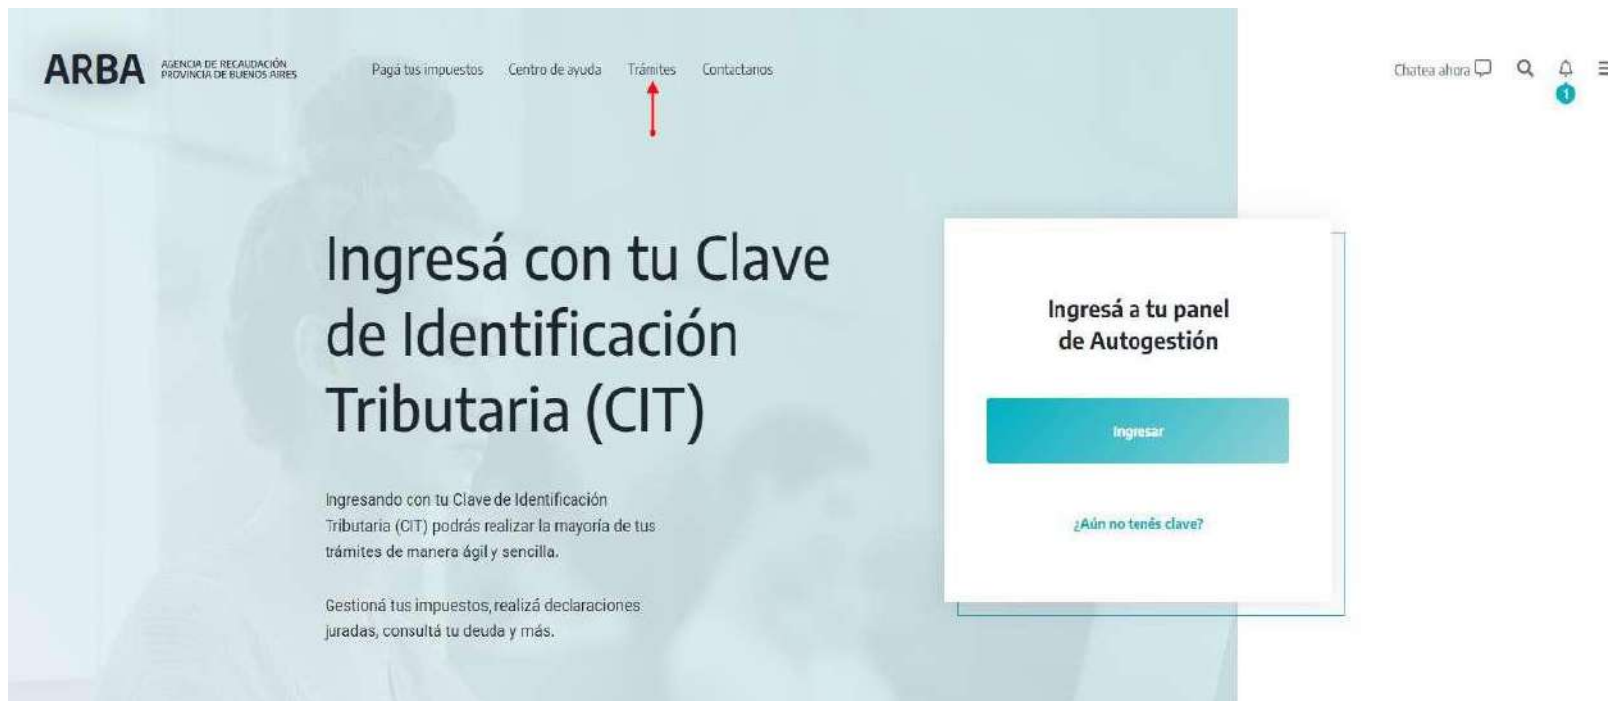 ARBA
AGENCIA DE RECAUDACIÓN
PROVINCIA DE BUENOS AIRES
Pagá tus impuestos
Centro de ayuda
Trámites
Contactanos
Chatea ahora
1
Ingresá con tu Clave
de Identificación
Tributaria (CIT)
Ingresando con tu Clave de Identificación
Tributaria (CIT) podrás realizar la mayoría de tus
trámites de manera ágil y sencilla.
Gestioná tus impuestos, realizá declaraciones
juradas, consultá tu deuda y más.
Ingresá a tu panel
de Autogestión
Ingresar
¿Aún no tenés clave?